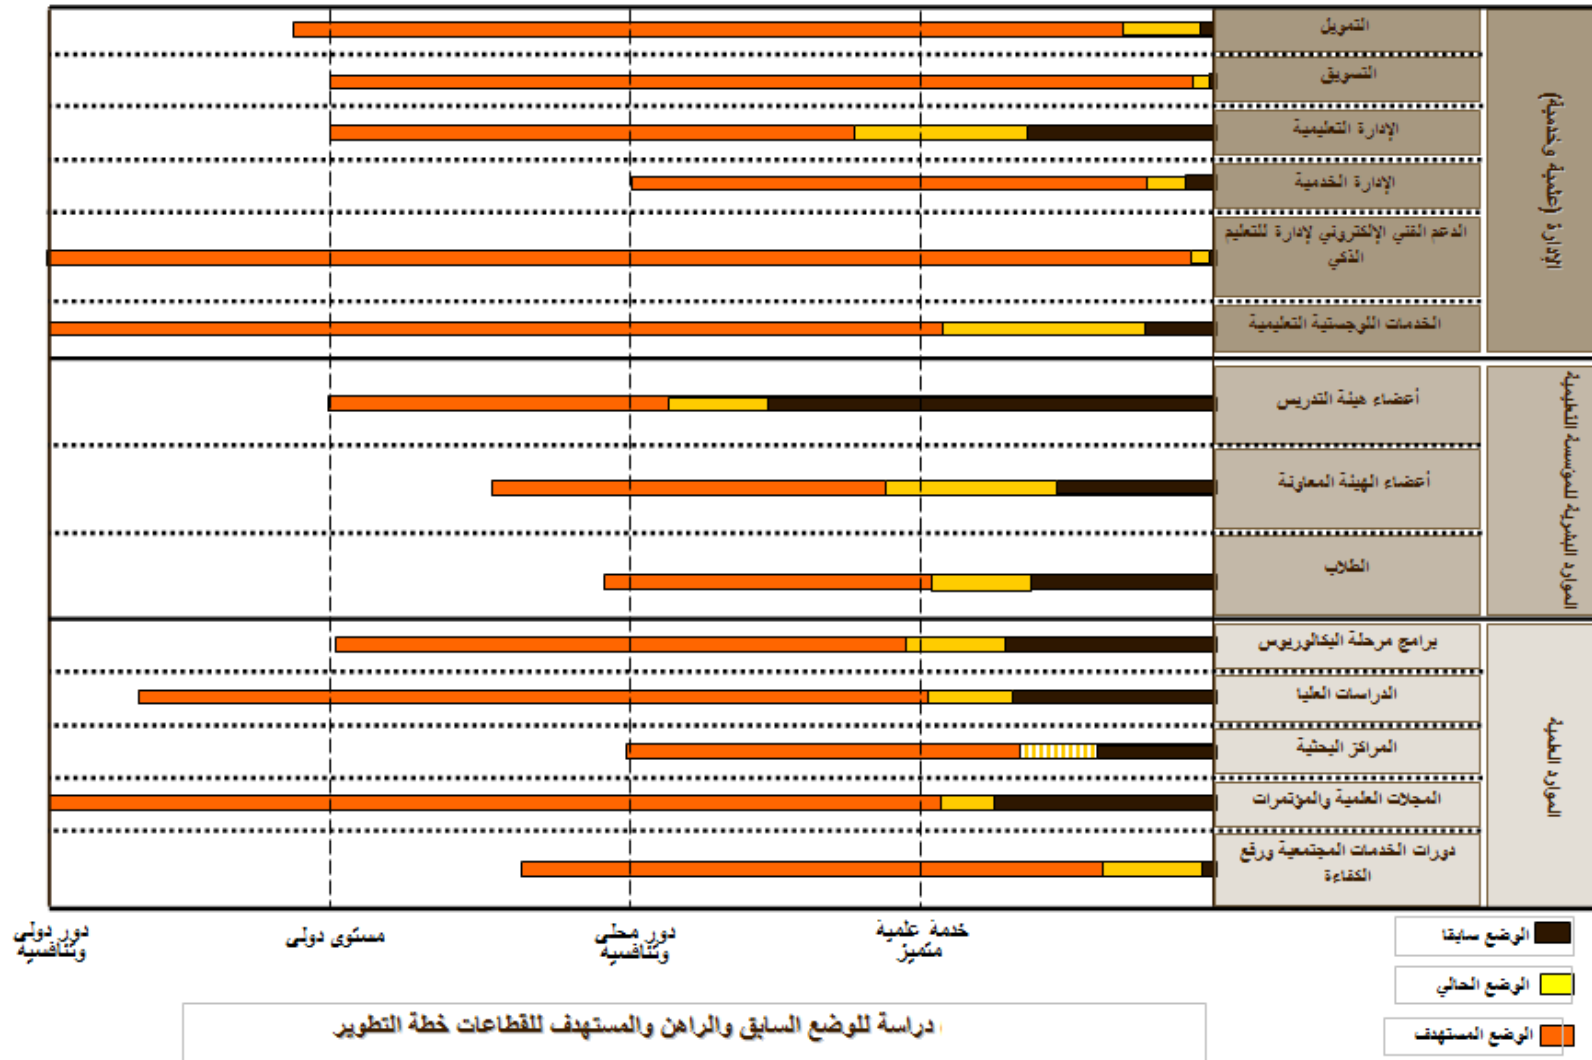 الإدارة (علمية وخدمية)
التمويل
التسويق
الإدارة التعليمية
الإدارة الخدمية
الدعم الفني الإلكتروني لإدارة للتعليم
الذكي
الخدمات اللوجستية التعليمية
الموارد البشرية للمؤسسة التعليمية
أعضاء هيئة التدريس
أعضاء الهيئة المعاونة
الطلاب
الموارد العلمية
برامج مرحلة البكالوريوس
الدراسات العليا
المراكز البحثية
المجلات العلمية والمؤتمرات
دورات الخدمات المجتمعية ورفع
الكفاءة
خدمة علمية
متميز
دور محلى
وتنافسية
مستوى دولى
دور دولى
وتنافسية
الوضع سابقا
الوضع الحالي
الوضع المستهدف
دراسة للوضع السابق والراهن والمستهدف للقطاعات خطة التطوير